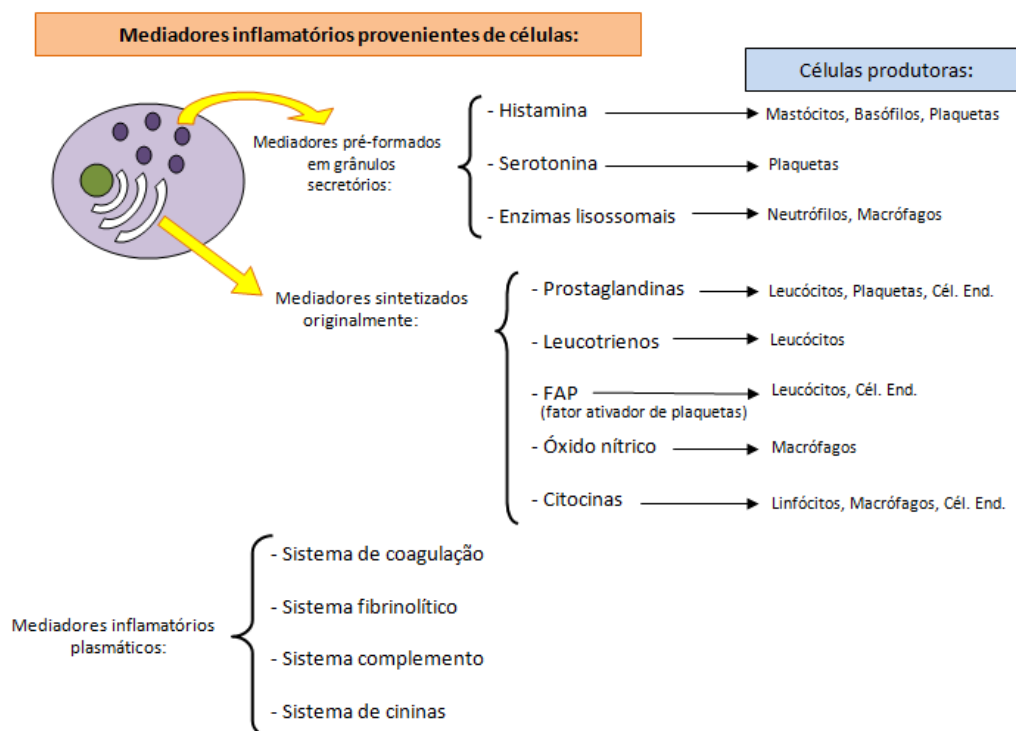 Mediadores inflamatórios provenientes de células:
Células produtoras:
Mediadores pré-formados
em grânulos
secretórios:
- Histamina
Mastócitos, Basófilos, Plaquetas
- Serotonina
Plaquetas
- Enzimas lisossomais
Neutrófilos, Macrófagos
Mediadores sintetizados
originalmente:
- Prostaglandinas
Leucócitos, Plaquetas, Cél. End.
- Leucotrienos
Leucócitos
- FAP
(fator ativador de plaquetas)
Leucócitos, Cél. End.
- Óxido nítrico
Macrófagos
- Citocinas
Linfócitos, Macrófagos, Cél. End.
Mediadores inflamatórios
plasmáticos:
- Sistema de coagulação
- Sistema fibrinolítico
- Sistema complemento
- Sistema de cininas